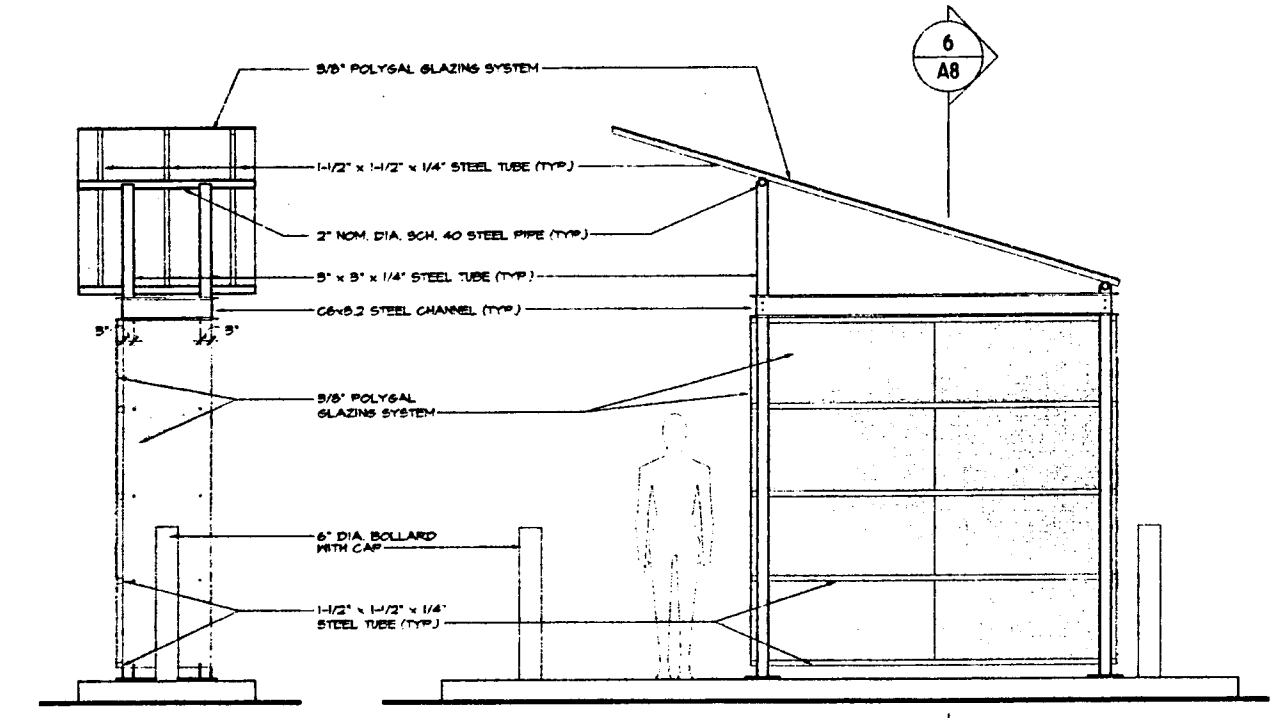 6
A8
3/8" POLYGAL GLAZING SYSTEM
1-1/2" x 1-1/2" x 1/4" STEEL TUBE (TYP.)
2" NOM. DIA. SCH. 40 STEEL PIPE (TYP.)
3" x 3" x 1/4" STEEL TUBE (TYP.)
C6x8.2 STEEL CHANNEL (TYP.)
3" 3"
3/8" POLYGAL
GLAZING SYSTEM
6" DIA. BOLLARD
WITH CAP
1-1/2" x 1-1/2" x 1/4"
STEEL TUBE (TYP.)